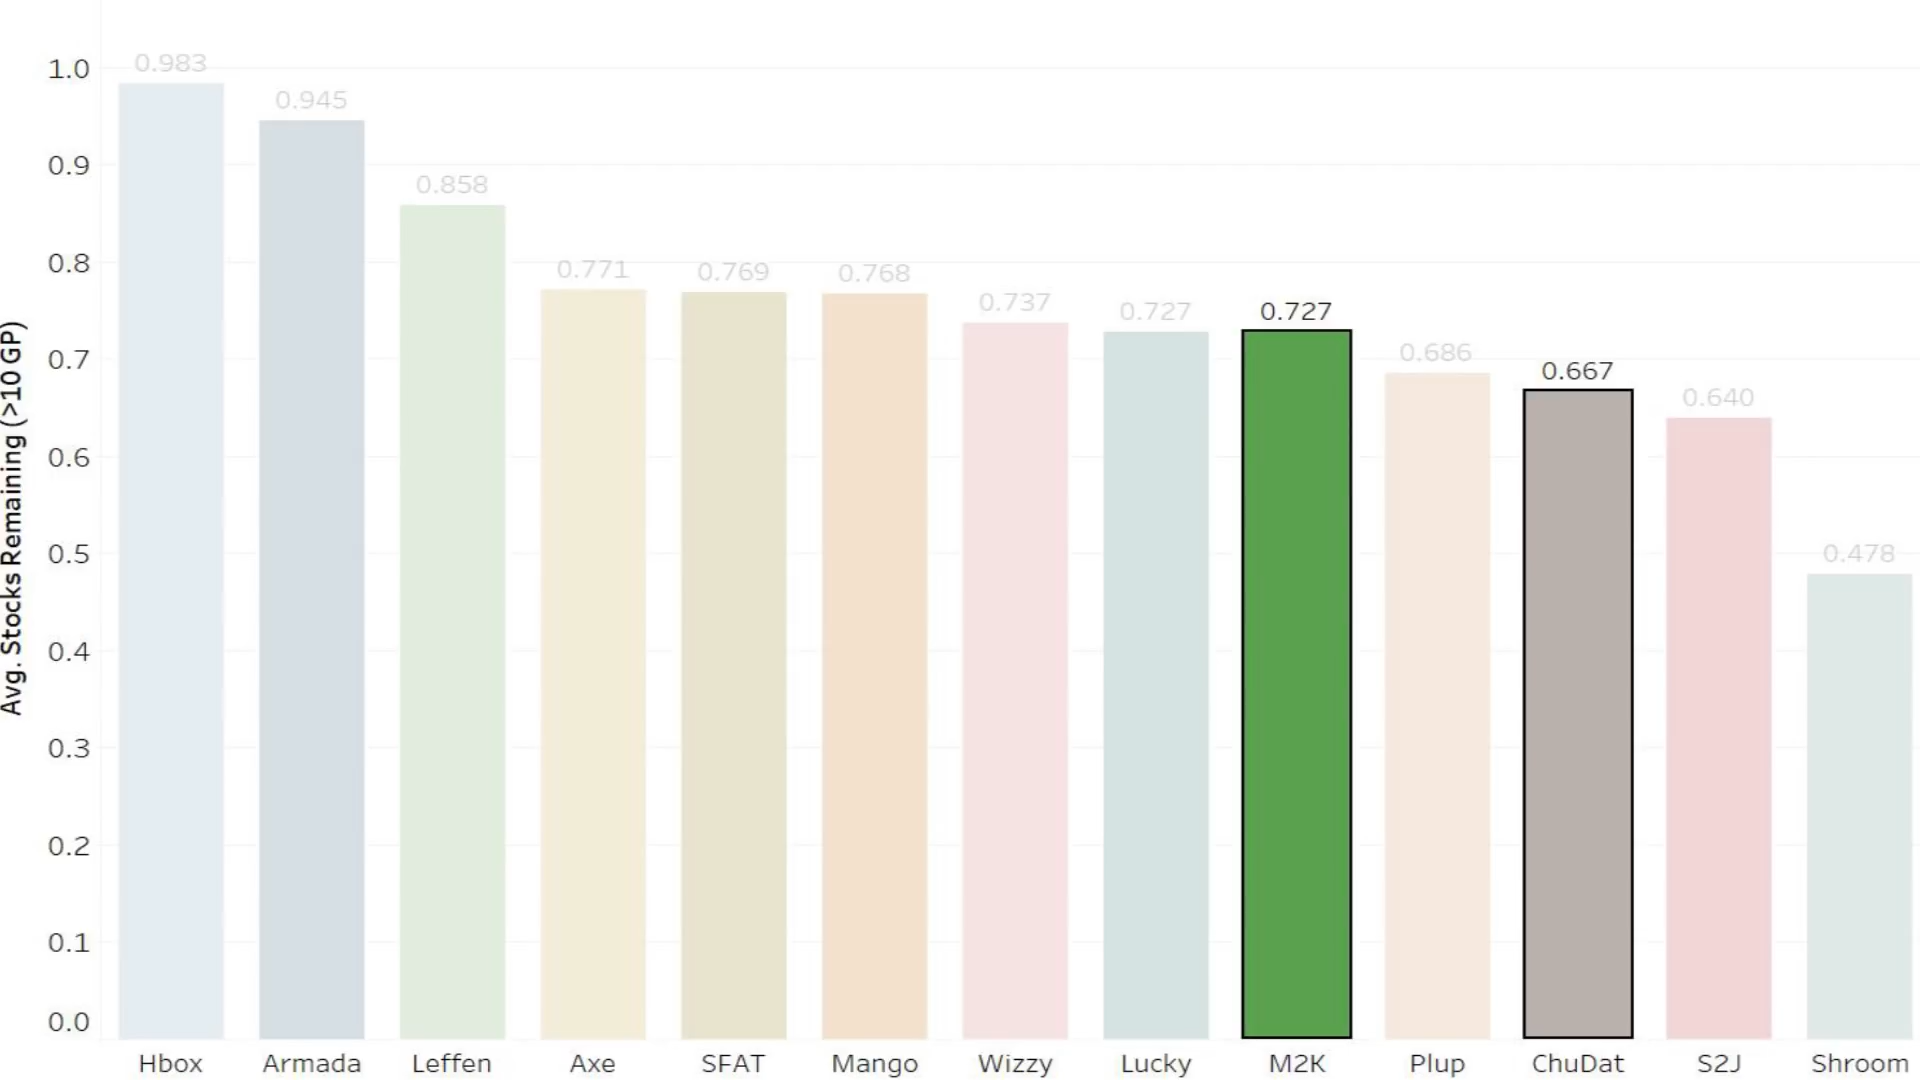 Avg. Stocks Remaining (>10 GP)
1.0
0.9
0.8
0.7
0.6
0.5
0.4
0.3
0.2
0.1
0.0
0.983
0.945
0.858
0.771
0.769
0.768
0.737
0.727
0.727
0.686
0.667
0.640
0.478
Hbox
Armada
Leffen
Axe
SFAT
Mango
Wizzy
Lucky
M2K
Plup
ChuDat
S2J
Shroom